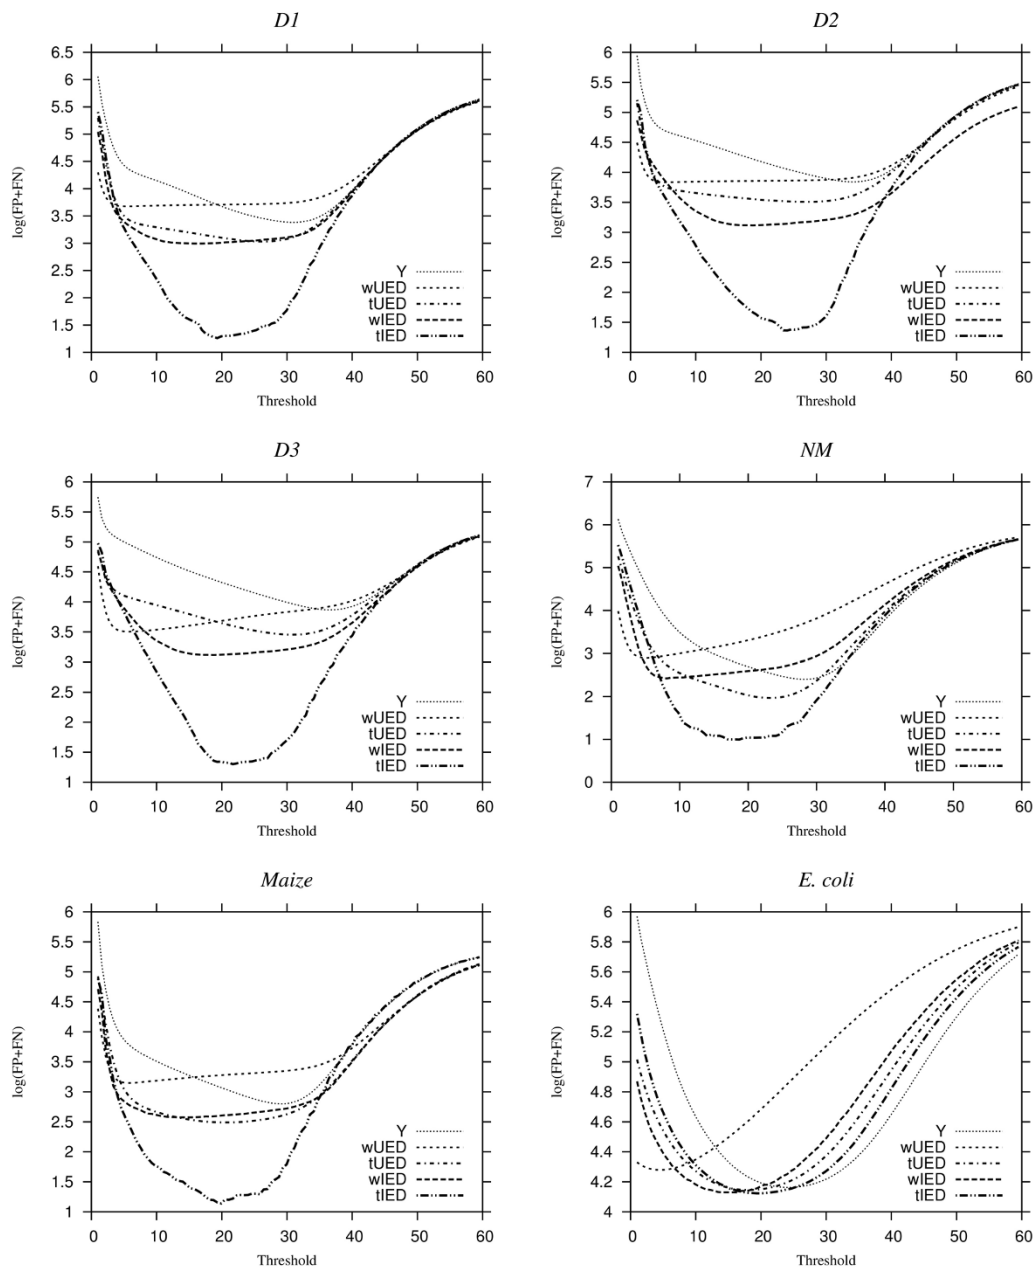 D1
6.5
6
5.5
5
4.5
4
3.5
3
2.5
2
1.5
1
log(FP+FN)
Y
wUED
tUED
wIED
tIED
0 10 20 30 40 50 60
Threshold
D2
6
5.5
5
4.5
4
3.5
3
2.5
2
1.5
1
log(FP+FN)
Y
wUED
tUED
wIED
tIED
0 10 20 30 40 50 60
Threshold
D3
6
5.5
5
4.5
4
3.5
3
2.5
2
1.5
1
log(FP+FN)
Y
wUED
tUED
wIED
tIED
0 10 20 30 40 50 60
Threshold
NM
7
6
5
4
3
2
1
0
log(FP+FN)
Y
wUED
tUED
wIED
tIED
0 10 20 30 40 50 60
Threshold
Maize
6
5.5
5
4.5
4
3.5
3
2.5
2
1.5
1
log(FP+FN)
Y
wUED
tUED
wIED
tIED
0 10 20 30 40 50 60
Threshold
E. coli
6
5.8
5.6
5.4
5.2
5
4.8
4.6
4.4
4.2
4
log(FP+FN)
Y
wUED
tUED
wIED
tIED
0 10 20 30 40 50 60
Threshold